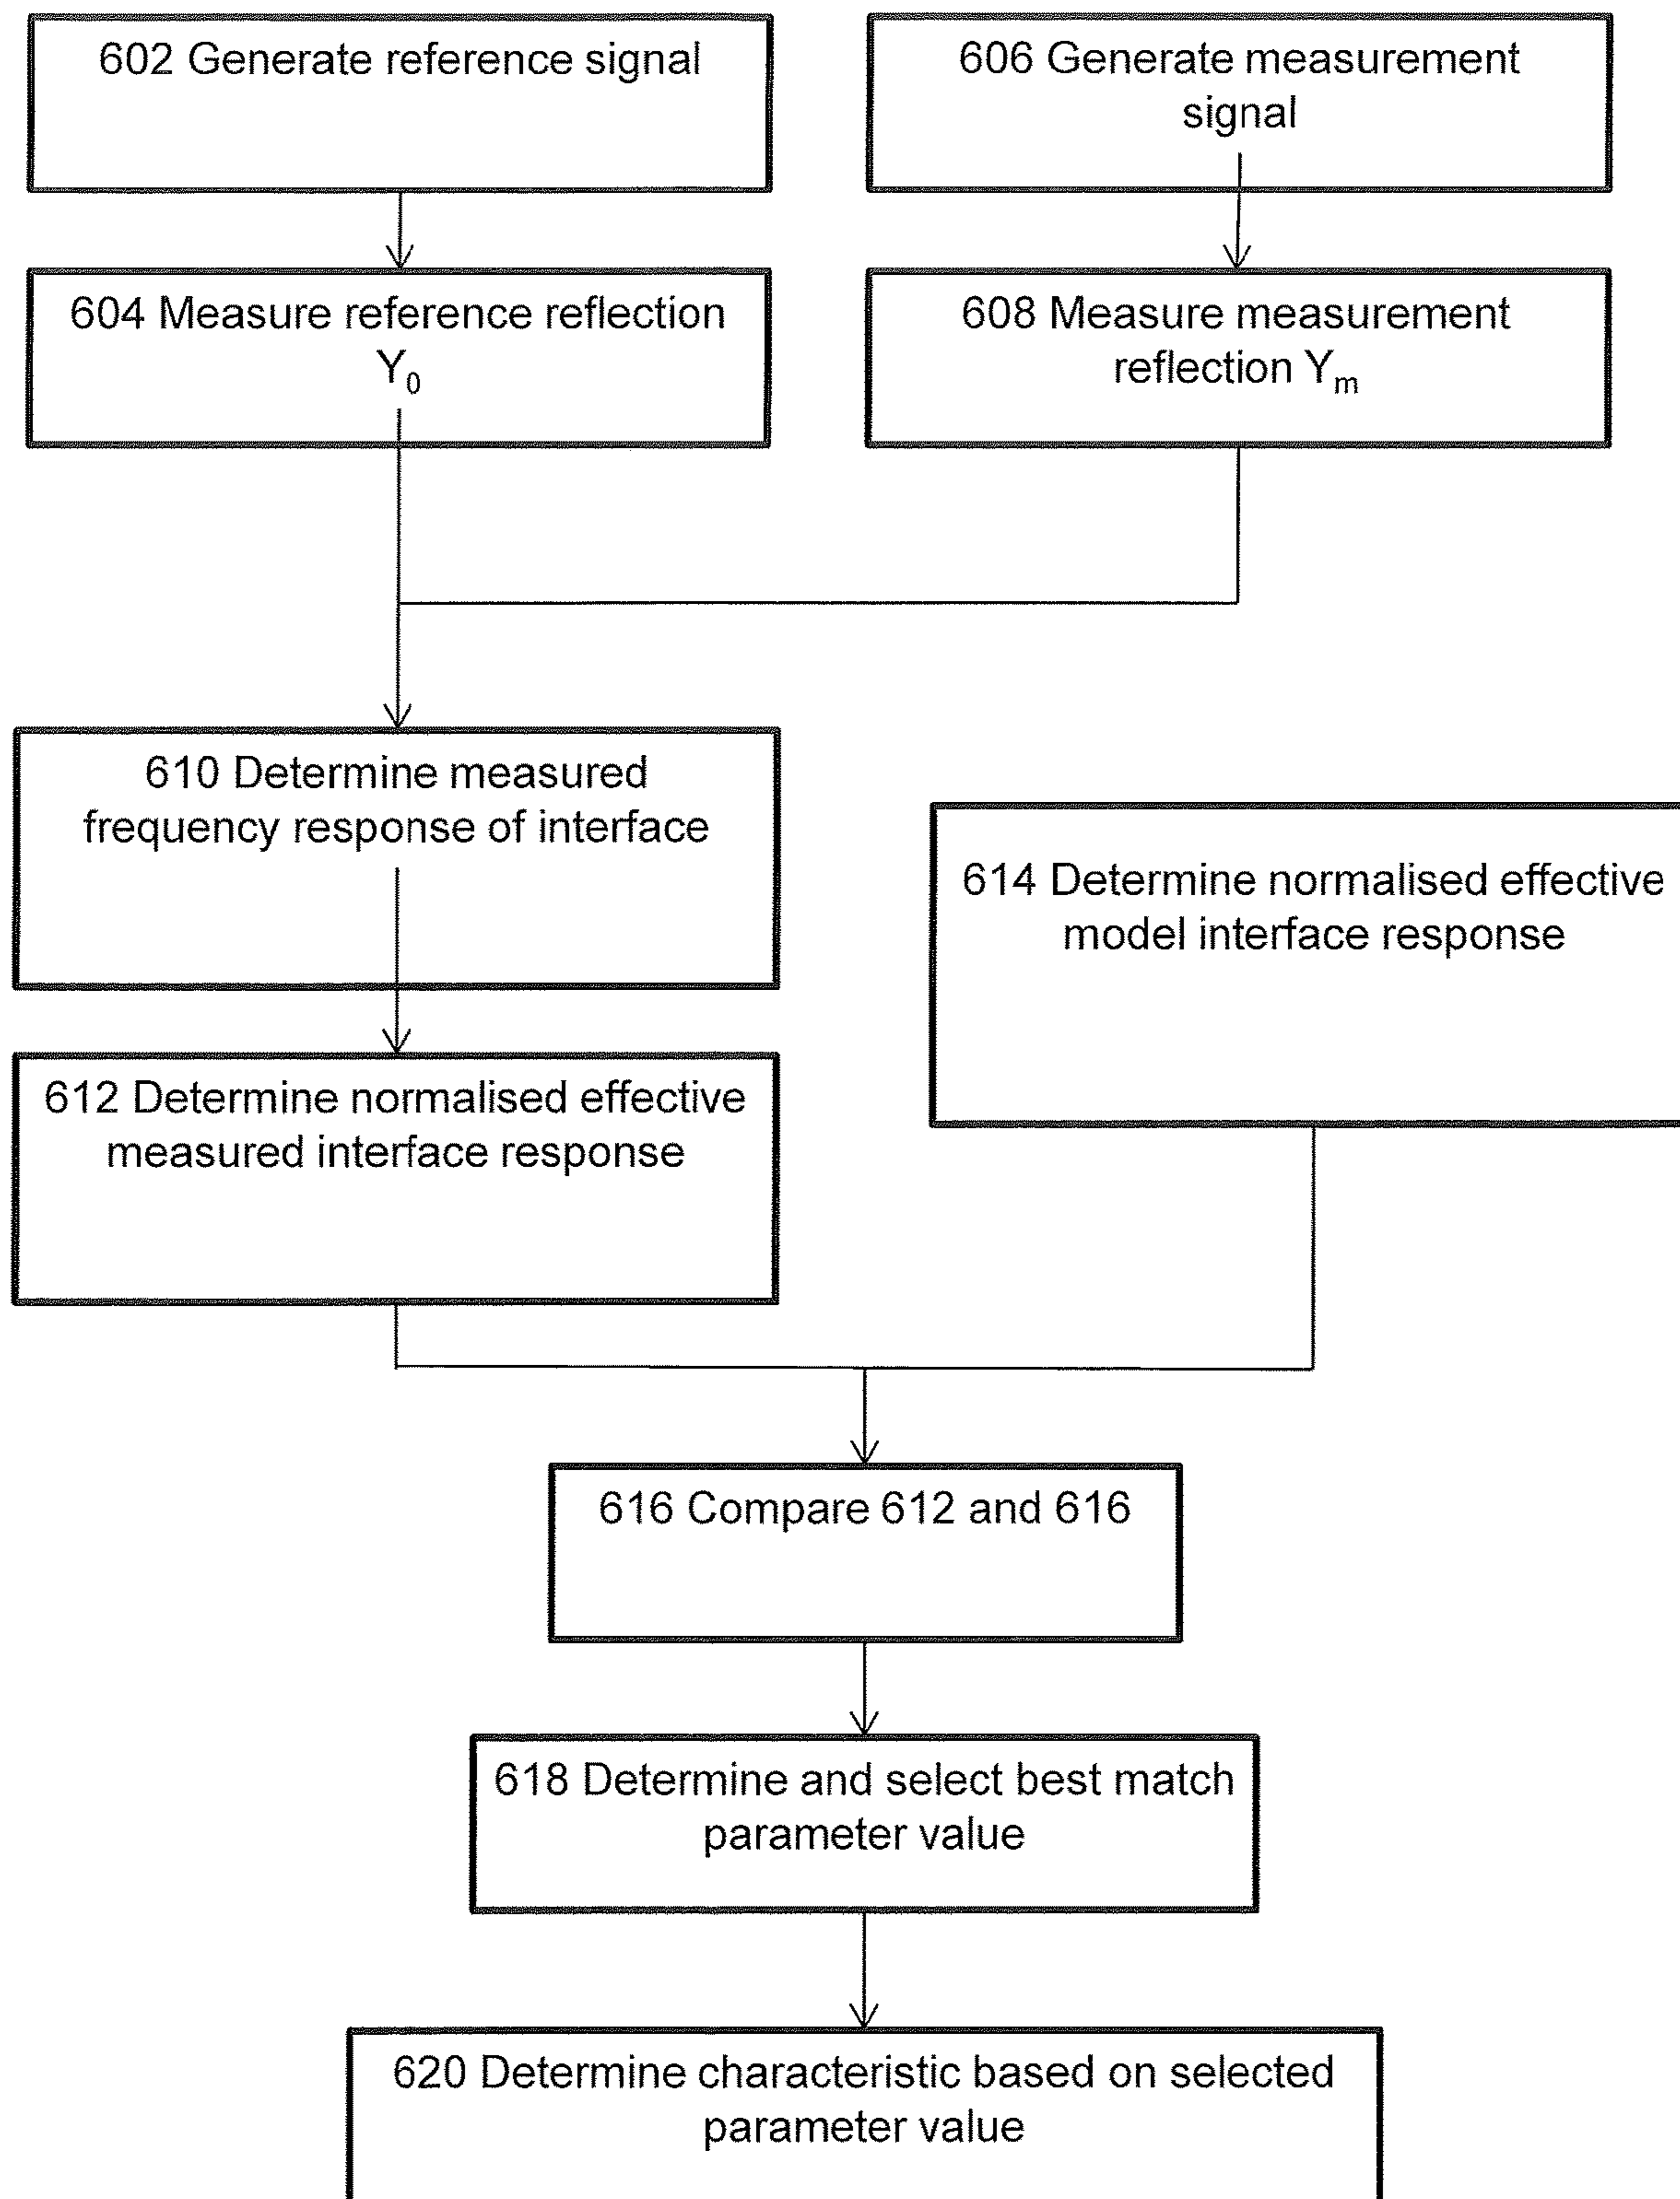 602 Generate reference signal
606 Generate measurement
signal
604 Measure reference reflection
Y₀
608 Measure measurement
reflection Yₘ
610 Determine measured
frequency response of interface
614 Determine normalised effective
model interface response
612 Determine normalised effective
measured interface response
616 Compare 612 and 616
618 Determine and select best match
parameter value
620 Determine characteristic based on selected
parameter value